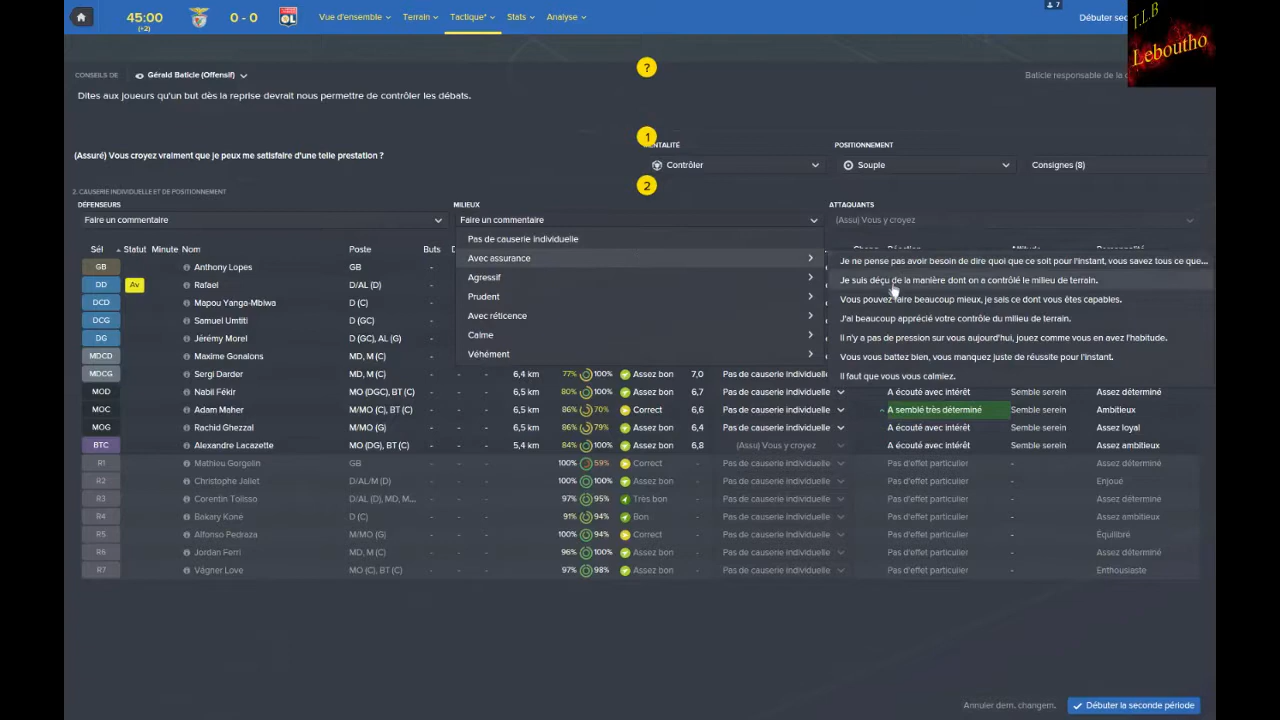 45:00
(+2)
0 - 0
OL
Vue d'ensemble
Terrain
Tactique*
Stats
Analyse
7
Débuter sec
T.L.B
Leboutho
CONSEILS DE
Gérald Baticle (Offensif)
?
Baticle responsable de la c
Dites aux joueurs qu'un but dès la reprise devrait nous permettre de contrôler les débats.
1
NTALITÉ
POSITIONNEMENT
(Assuré) Vous croyez vraiment que je peux me satisfaire d'une telle prestation ?
Contrôler
Souple
Consignes (8)
2
2. CAUSERIE INDIVIDUELLE ET DE POSITIONNEMENT
DÉFENSEURS
MILIEUX
ATTAQUANTS
Faire un commentaire
Faire un commentaire
(Assu) Vous y croyez
Pas de causerie individuelle
Avec assurance
Agressif
Prudent
Avec réticence
Calme
Véhément
Je ne pense pas avoir besoin de dire quoi que ce soit pour l'instant, vous savez tous ce que...
Je suis déçu de la manière dont on a contrôlé le milieu de terrain.
Vous pouvez faire beaucoup mieux, je sais ce dont vous êtes capables.
J'ai beaucoup apprécié votre contrôle du milieu de terrain.
Il n'y a pas de pression sur vous aujourd'hui, jouez comme vous en avez l'habitude.
Vous vous battez bien, vous manquez juste de réussite pour l'instant.
Il faut que vous vous calmiez.
Sél Statut Minute Nom Poste Buts
GB Anthony Lopes GB -
DD Av Rafael D/AL (D) -
DCD Mapou Yanga-Mbiwa D (C) -
DCG Samuel Umtiti D (GC) -
DG Jérémy Morel D (GC), AL (G) -
MDCD Maxime Gonalons MD, M (C) -
MDCG Sergi Darder MD, M (C) - - - 6,4 km 77% 100% Assez bon 7,0 Pas de causerie individuelle
MOD Nabil Fékir MO (DGC), BT (C) - - - 6,5 km 80% 100% Assez bon 6,7 Pas de causerie individuelle A écouté avec intérêt Semble serein Assez déterminé
MOC Adam Maher M/MO (C), BT (C) - - - 6,5 km 86% 70% Correct 6,6 Pas de causerie individuelle A semblé très déterminé Semble serein Ambitieux
MOG Rachid Ghezzal M/MO (G) - - - 6,5 km 86% 79% Correct 6,4 Pas de causerie individuelle A écouté avec intérêt Semble serein Assez loyal
BTC Alexandre Lacazette MO (DG), BT (C) - - - 5,4 km 84% 100% Assez bon 6,8 (Assu) Vous y croyez A écouté avec intérêt Semble serein Assez ambitieux
R1 Mathieu Gorgelin GB - - - 100% 59% Correct Pas de causerie individuelle Pas d'effet particulier - Assez déterminé
R2 Christophe Jallet D/AL/M (D) - - - 100% 100% Assez bon Pas de causerie individuelle Pas d'effet particulier - Enjoué
R3 Corentin Tolisso D/AL (D), MD, M... - - - 97% 95% Très bon Pas de causerie individuelle Pas d'effet particulier - Assez déterminé
R4 Bakary Koné D (C) - - - 91% 94% Bon Pas de causerie individuelle Pas d'effet particulier - Assez ambitieux
R5 Alfonso Pedraza M/MO (G) - - - 100% 94% Correct Pas de causerie individuelle Pas d'effet particulier - Équilibré
R6 Jordan Ferri MD, M (C) - - - 96% 100% Assez bon Pas de causerie individuelle Pas d'effet particulier - Assez déterminé
R7 Vágner Love MO (C), BT (C) - - - 97% 98% Assez bon Pas de causerie individuelle Pas d'effet particulier - Enthousiaste
Annuler dern. changem.
Débuter la seconde période